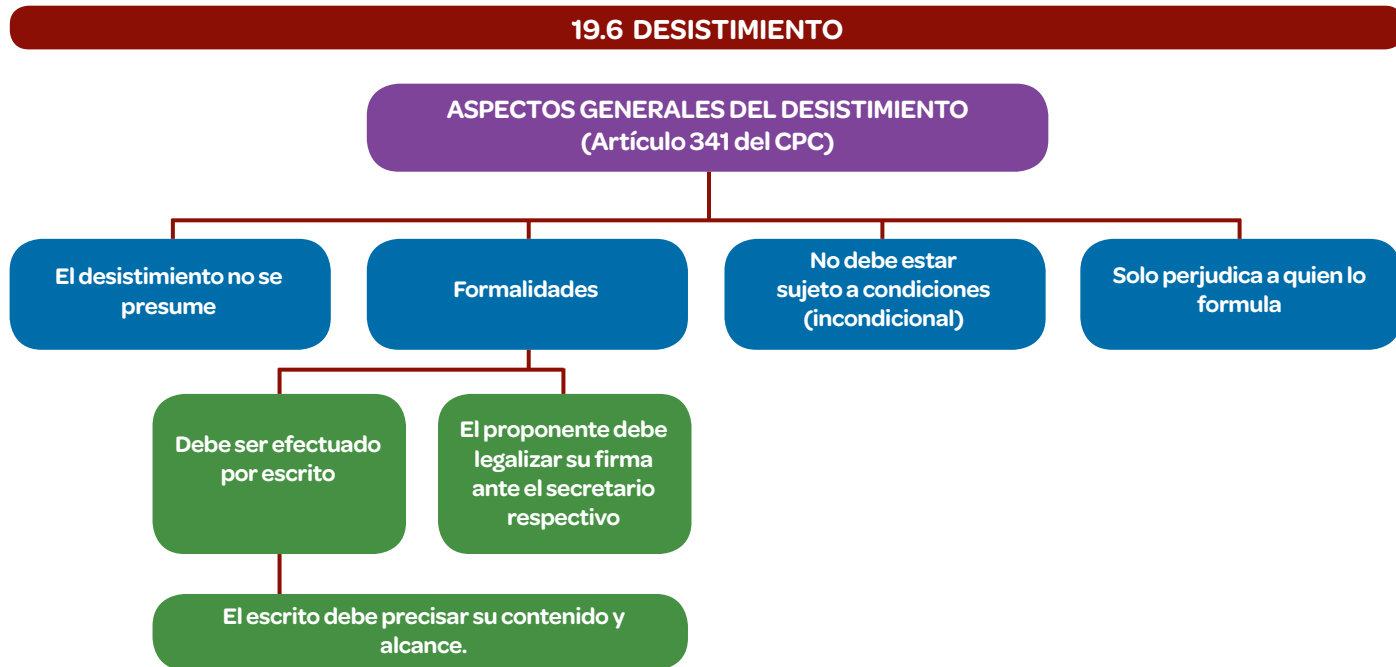 19.6 DESISTIMIENTO
ASPECTOS GENERALES DEL DESISTIMIENTO
(Artículo 341 del CPC)
El desistimiento no se
presume
Formalidades
No debe estar
sujeto a condiciones
(incondicional)
Solo perjudica a quien lo
formula
Debe ser efectuado
por escrito
El proponente debe
legalizar su firma
ante el secretario
respectivo
El escrito debe precisar su contenido y
alcance.